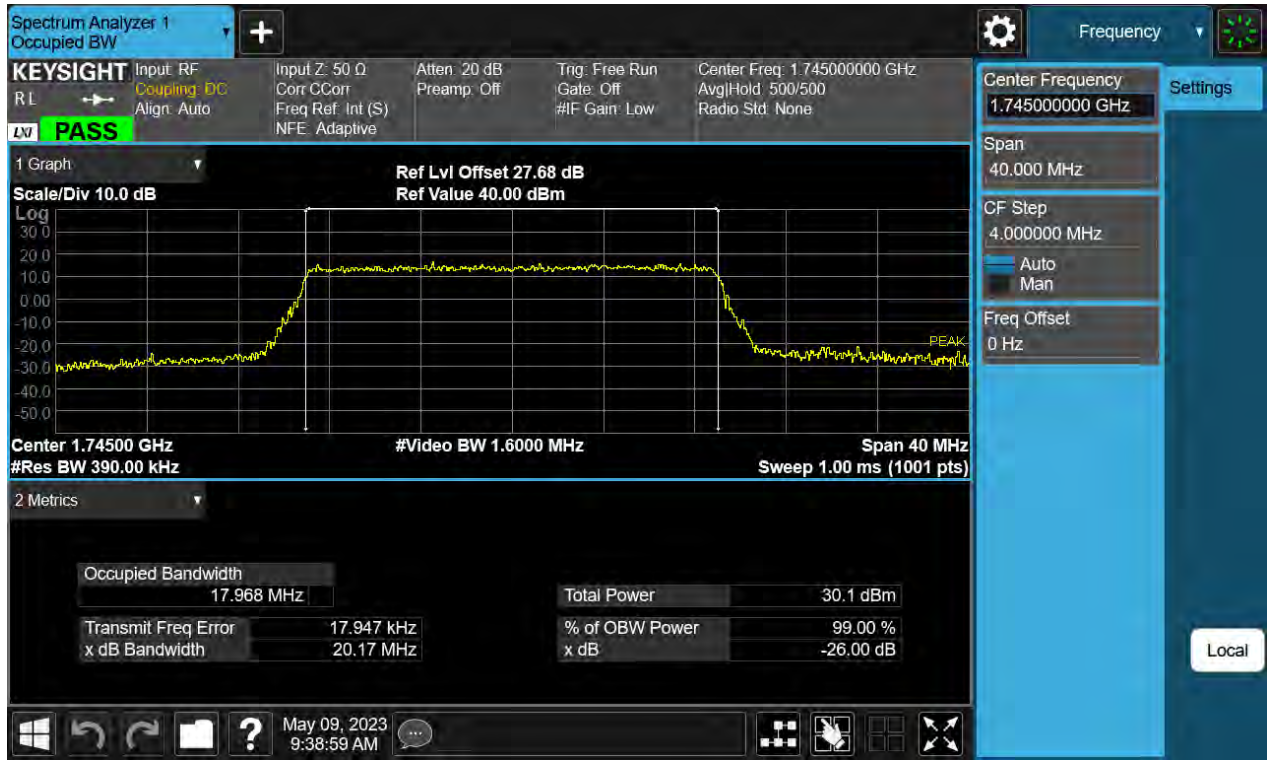 Spectrum Analyzer 1
Occupied BW
+
Frequency
KEYSIGHT
RL
LXI
PASS
Input: RF
Coupling: DC
Align: Auto
Input Z: 50 Ω
Corr CCorr
Freq Ref: Int (S)
NFE: Adaptive
Atten: 20 dB
Preamp: Off
Trig: Free Run
Gate: Off
#IF Gain: Low
Center Freq: 1.745000000 GHz
Avg|Hold: 500/500
Radio Std: None
1 Graph
Scale/Div 10.0 dB
Ref Lvl Offset 27.68 dB
Ref Value 40.00 dBm
Log
30.0
20.0
10.0
0.00
-10.0
-20.0
-30.0
-40.0
-50.0
PEAK
Center 1.74500 GHz
#Video BW 1.6000 MHz
Span 40 MHz
#Res BW 390.00 kHz
Sweep 1.00 ms (1001 pts)
2 Metrics
Occupied Bandwidth
17.968 MHz
Total Power 30.1 dBm
Transmit Freq Error 17.947 kHz
% of OBW Power 99.00 %
x dB Bandwidth 20.17 MHz
x dB -26.00 dB
Center Frequency
1.745000000 GHz
Settings
Span
40.000 MHz
CF Step
4.000000 MHz
Auto
Man
Freq Offset
0 Hz
Local
?
May 09, 2023
9:38:59 AM